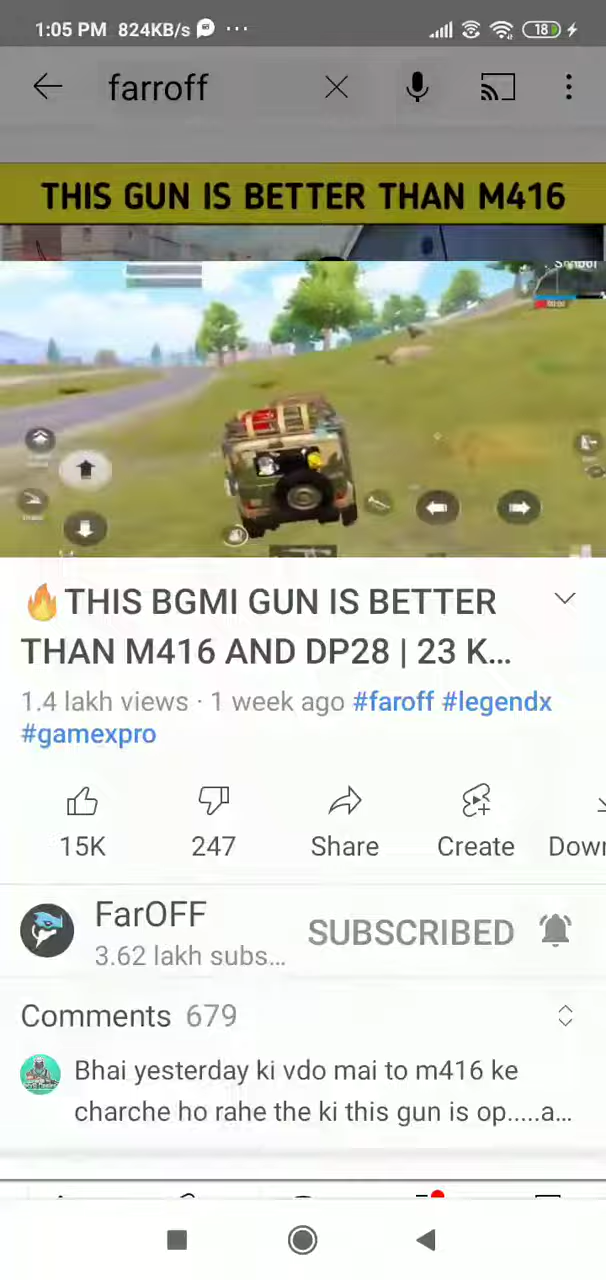 1:05 PM 824KB/s ... 18
farroff
THIS GUN IS BETTER THAN M416
🔥THIS BGMI GUN IS BETTER
THAN M416 AND DP28 | 23 K...
1.4 lakh views · 1 week ago #faroff #legendx
#gamexpro
15K 247 Share Create Down
FarOFF
3.62 lakh subs...
SUBSCRIBED
Comments 679
Bhai yesterday ki vdo mai to m416 ke
charche ho rahe the ki this gun is op.....a...